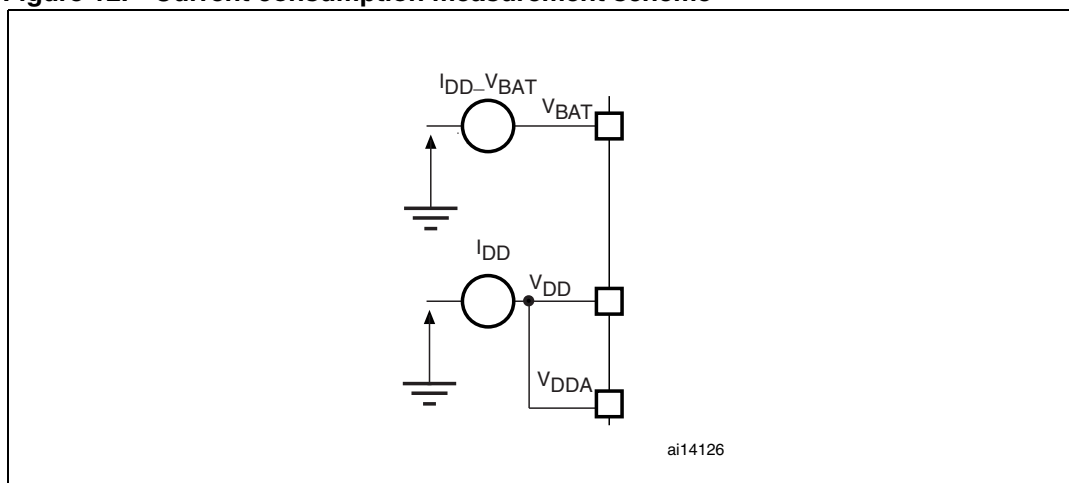 Figure 12. Current consumption measurement scheme
IDD_VBAT
VBAT
IDD
VDD
VDDA
ai14126